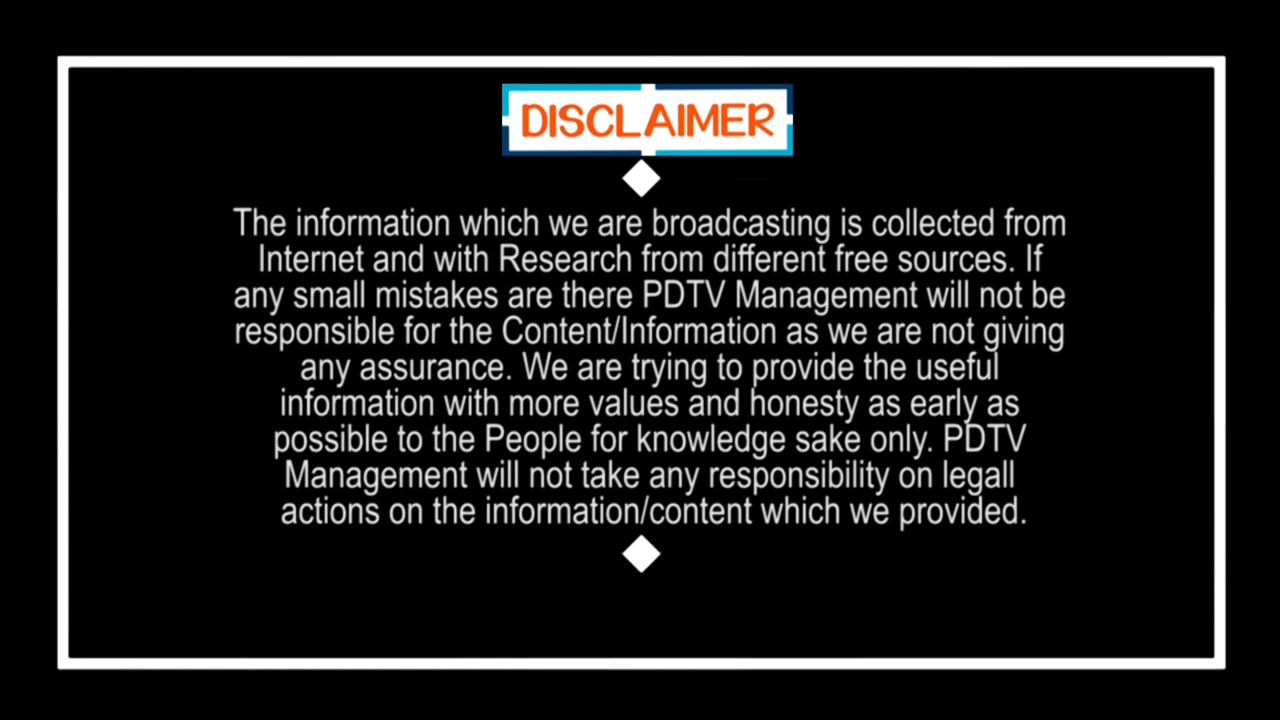 DISCLAIMER
The information which we are broadcasting is collected from
Internet and with Research from different free sources. If
any small mistakes are there PDTV Management will not be
responsible for the Content/Information as we are not giving
any assurance. We are trying to provide the useful
information with more values and honesty as early as
possible to the People for knowledge sake only. PDTV
Management will not take any responsibility on legall
actions on the information/content which we provided.